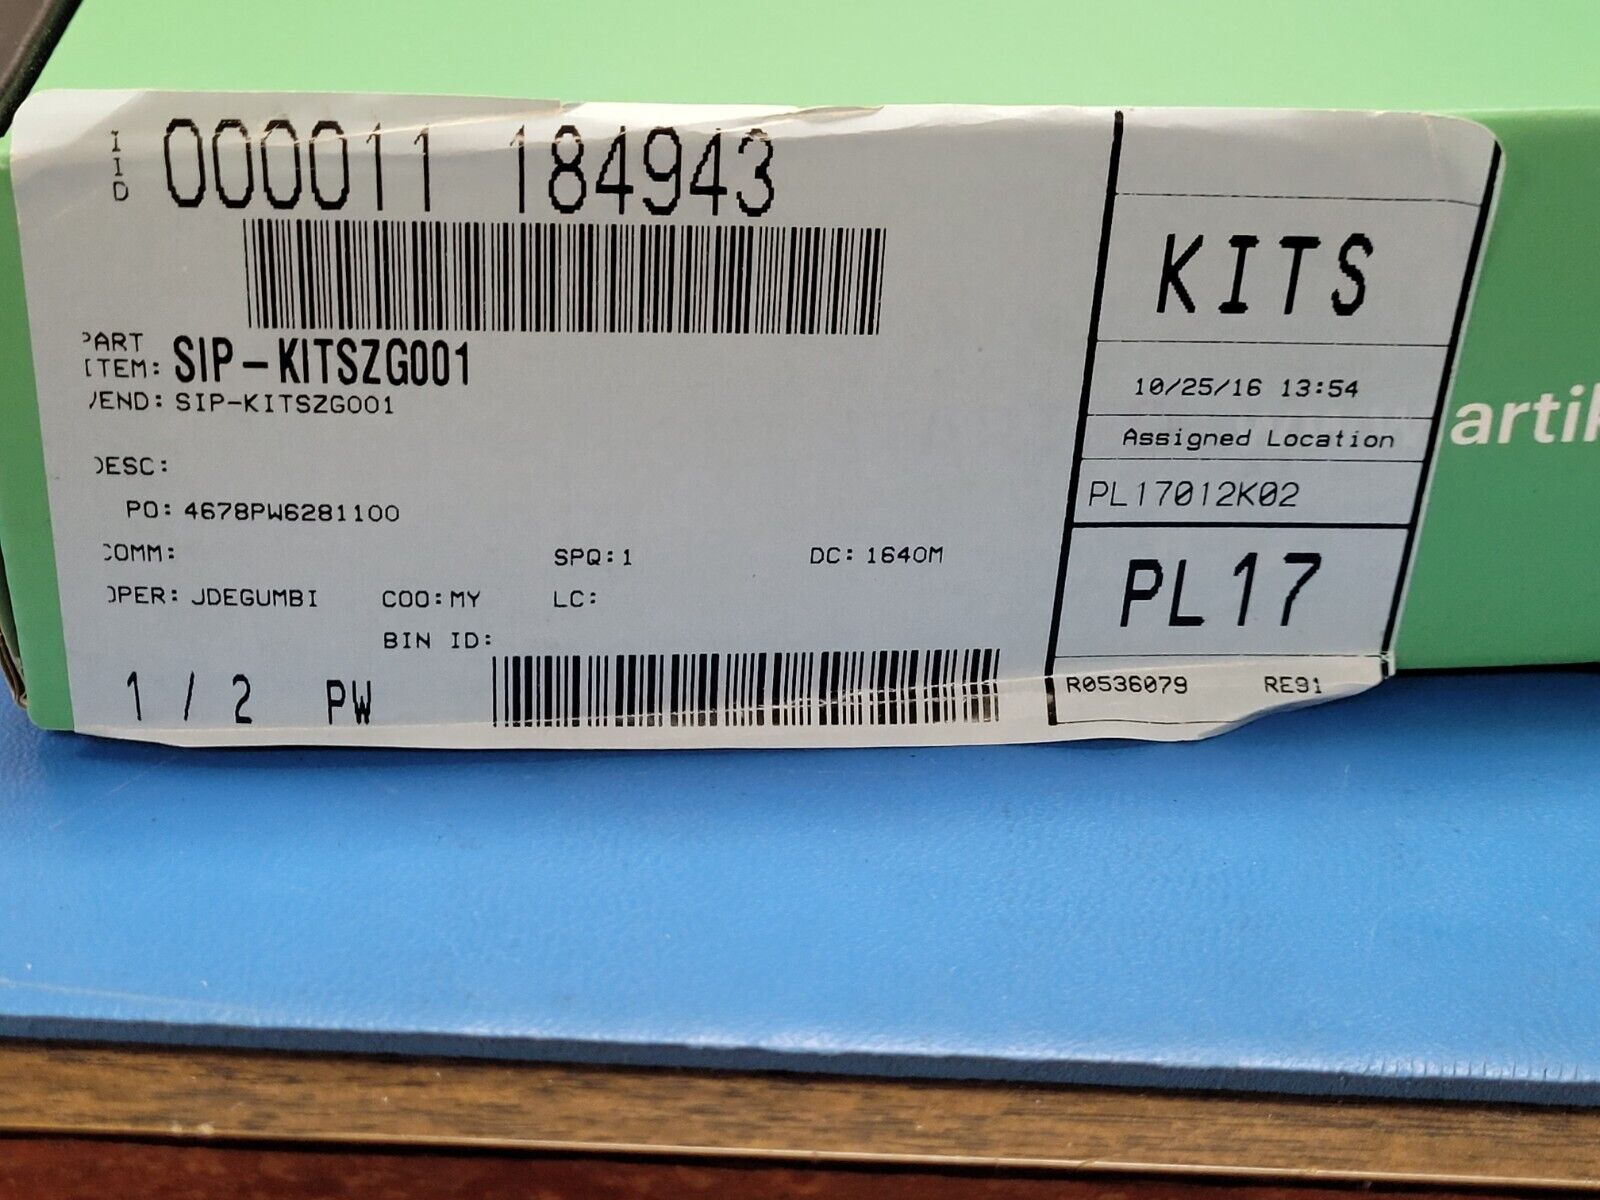 IID 000011 184943
PART
ITEM: SIP-KITSZG001
VEND: SIP-KITSZG001
DESC:
PO: 4678PW6281100
COMM: SPQ:1 DC: 1640M
OPER: JDEGUMBI COO:MY LC:
BIN ID:
1 / 2 PW
KITS
10/25/16 13:54
Assigned Location
PL17012K02
PL17
R0536079 RE91
artik